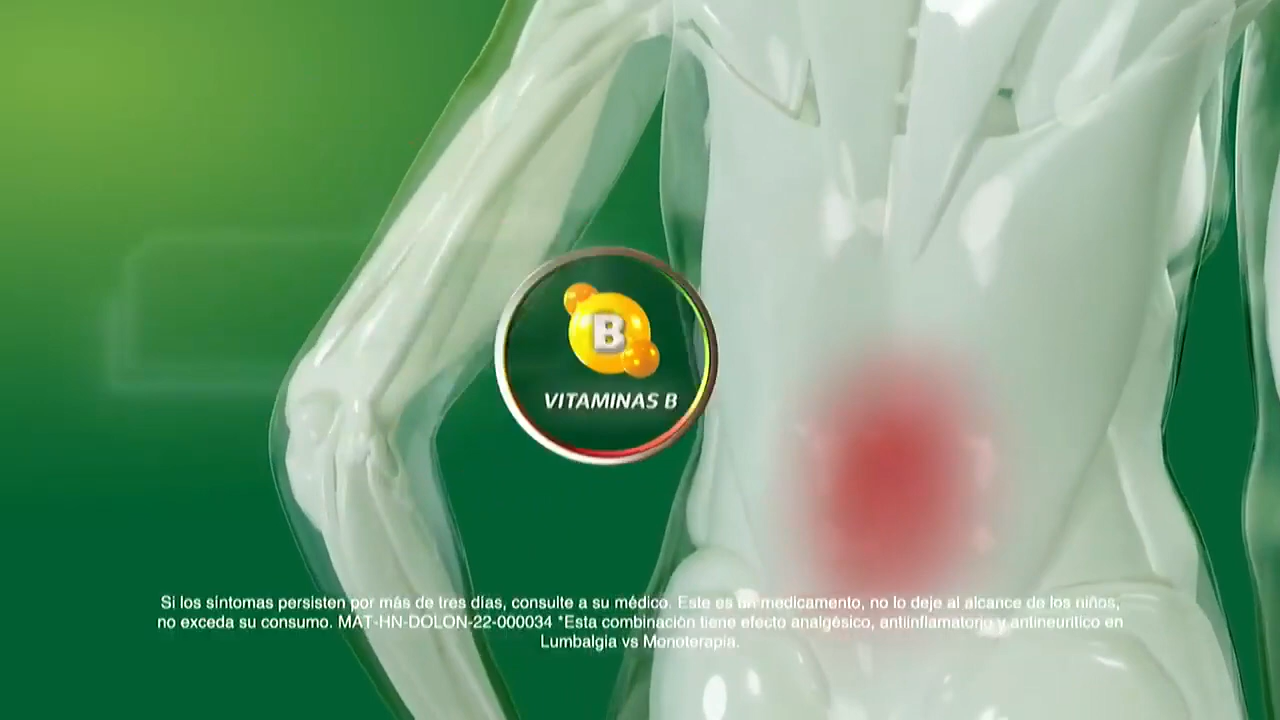 B
VITAMINAS B
Si los síntomas persisten por más de tres días, consulte a su médico. Este es un medicamento, no lo deje al alcance de los niños,
no exceda su consumo. MAT-HN-DOLON-22-000034 *Esta combinación tiene efecto analgésico, antiinflamatorio y antineurítico en
Lumbalgia vs Monoterapia.